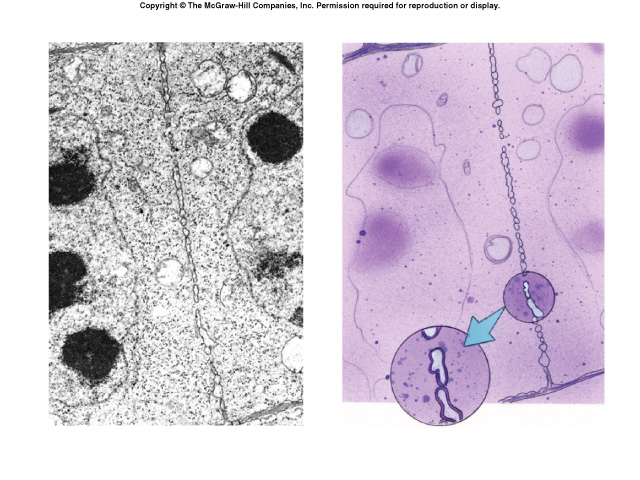 Copyright © The McGraw-Hill Companies, Inc. Permission required for reproduction or display.